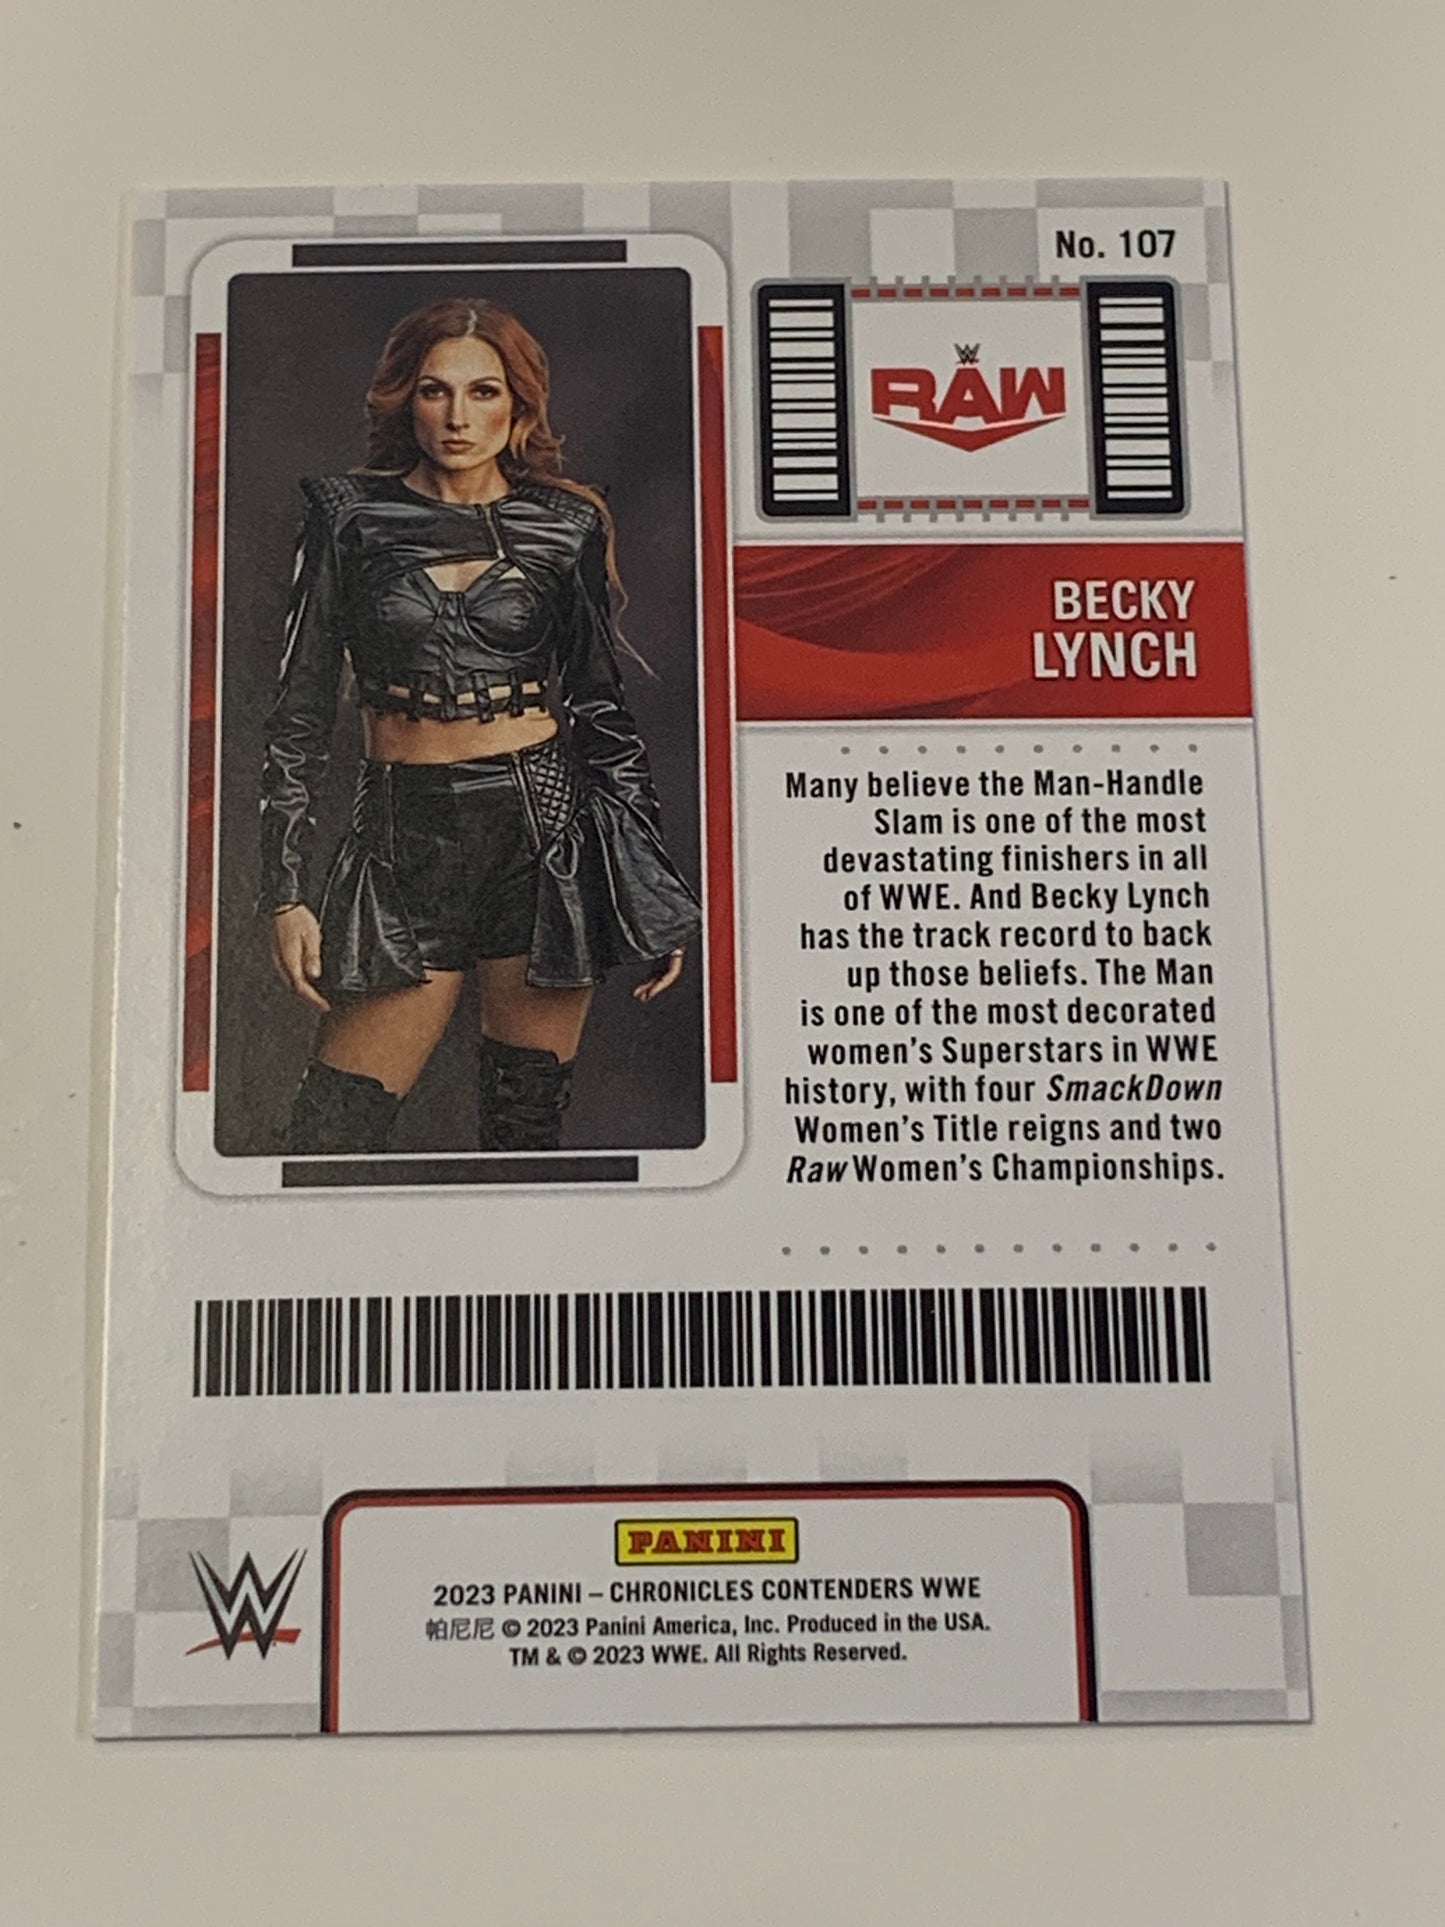 No. 107
W
RAW
BECKY
LYNCH
Many believe the Man-Handle
Slam is one of the most
devastating finishers in all
of WWE. And Becky Lynch
has the track record to back
up those beliefs. The Man
is one of the most decorated
women's Superstars in WWE
history, with four SmackDown
Women's Title reigns and two
Raw Women's Championships.
W
PANINI
2023 PANINI – CHRONICLES CONTENDERS WWE
帕尼尼 © 2023 Panini America, Inc. Produced in the USA.
TM & © 2023 WWE. All Rights Reserved.